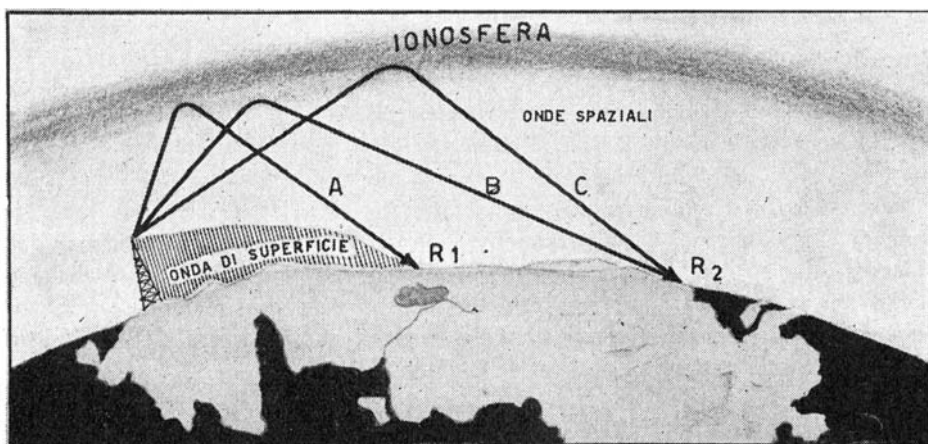 IONOSFERA
ONDE SPAZIALI
A
B
C
ONDA DI SUPERFICIE
R1
R2